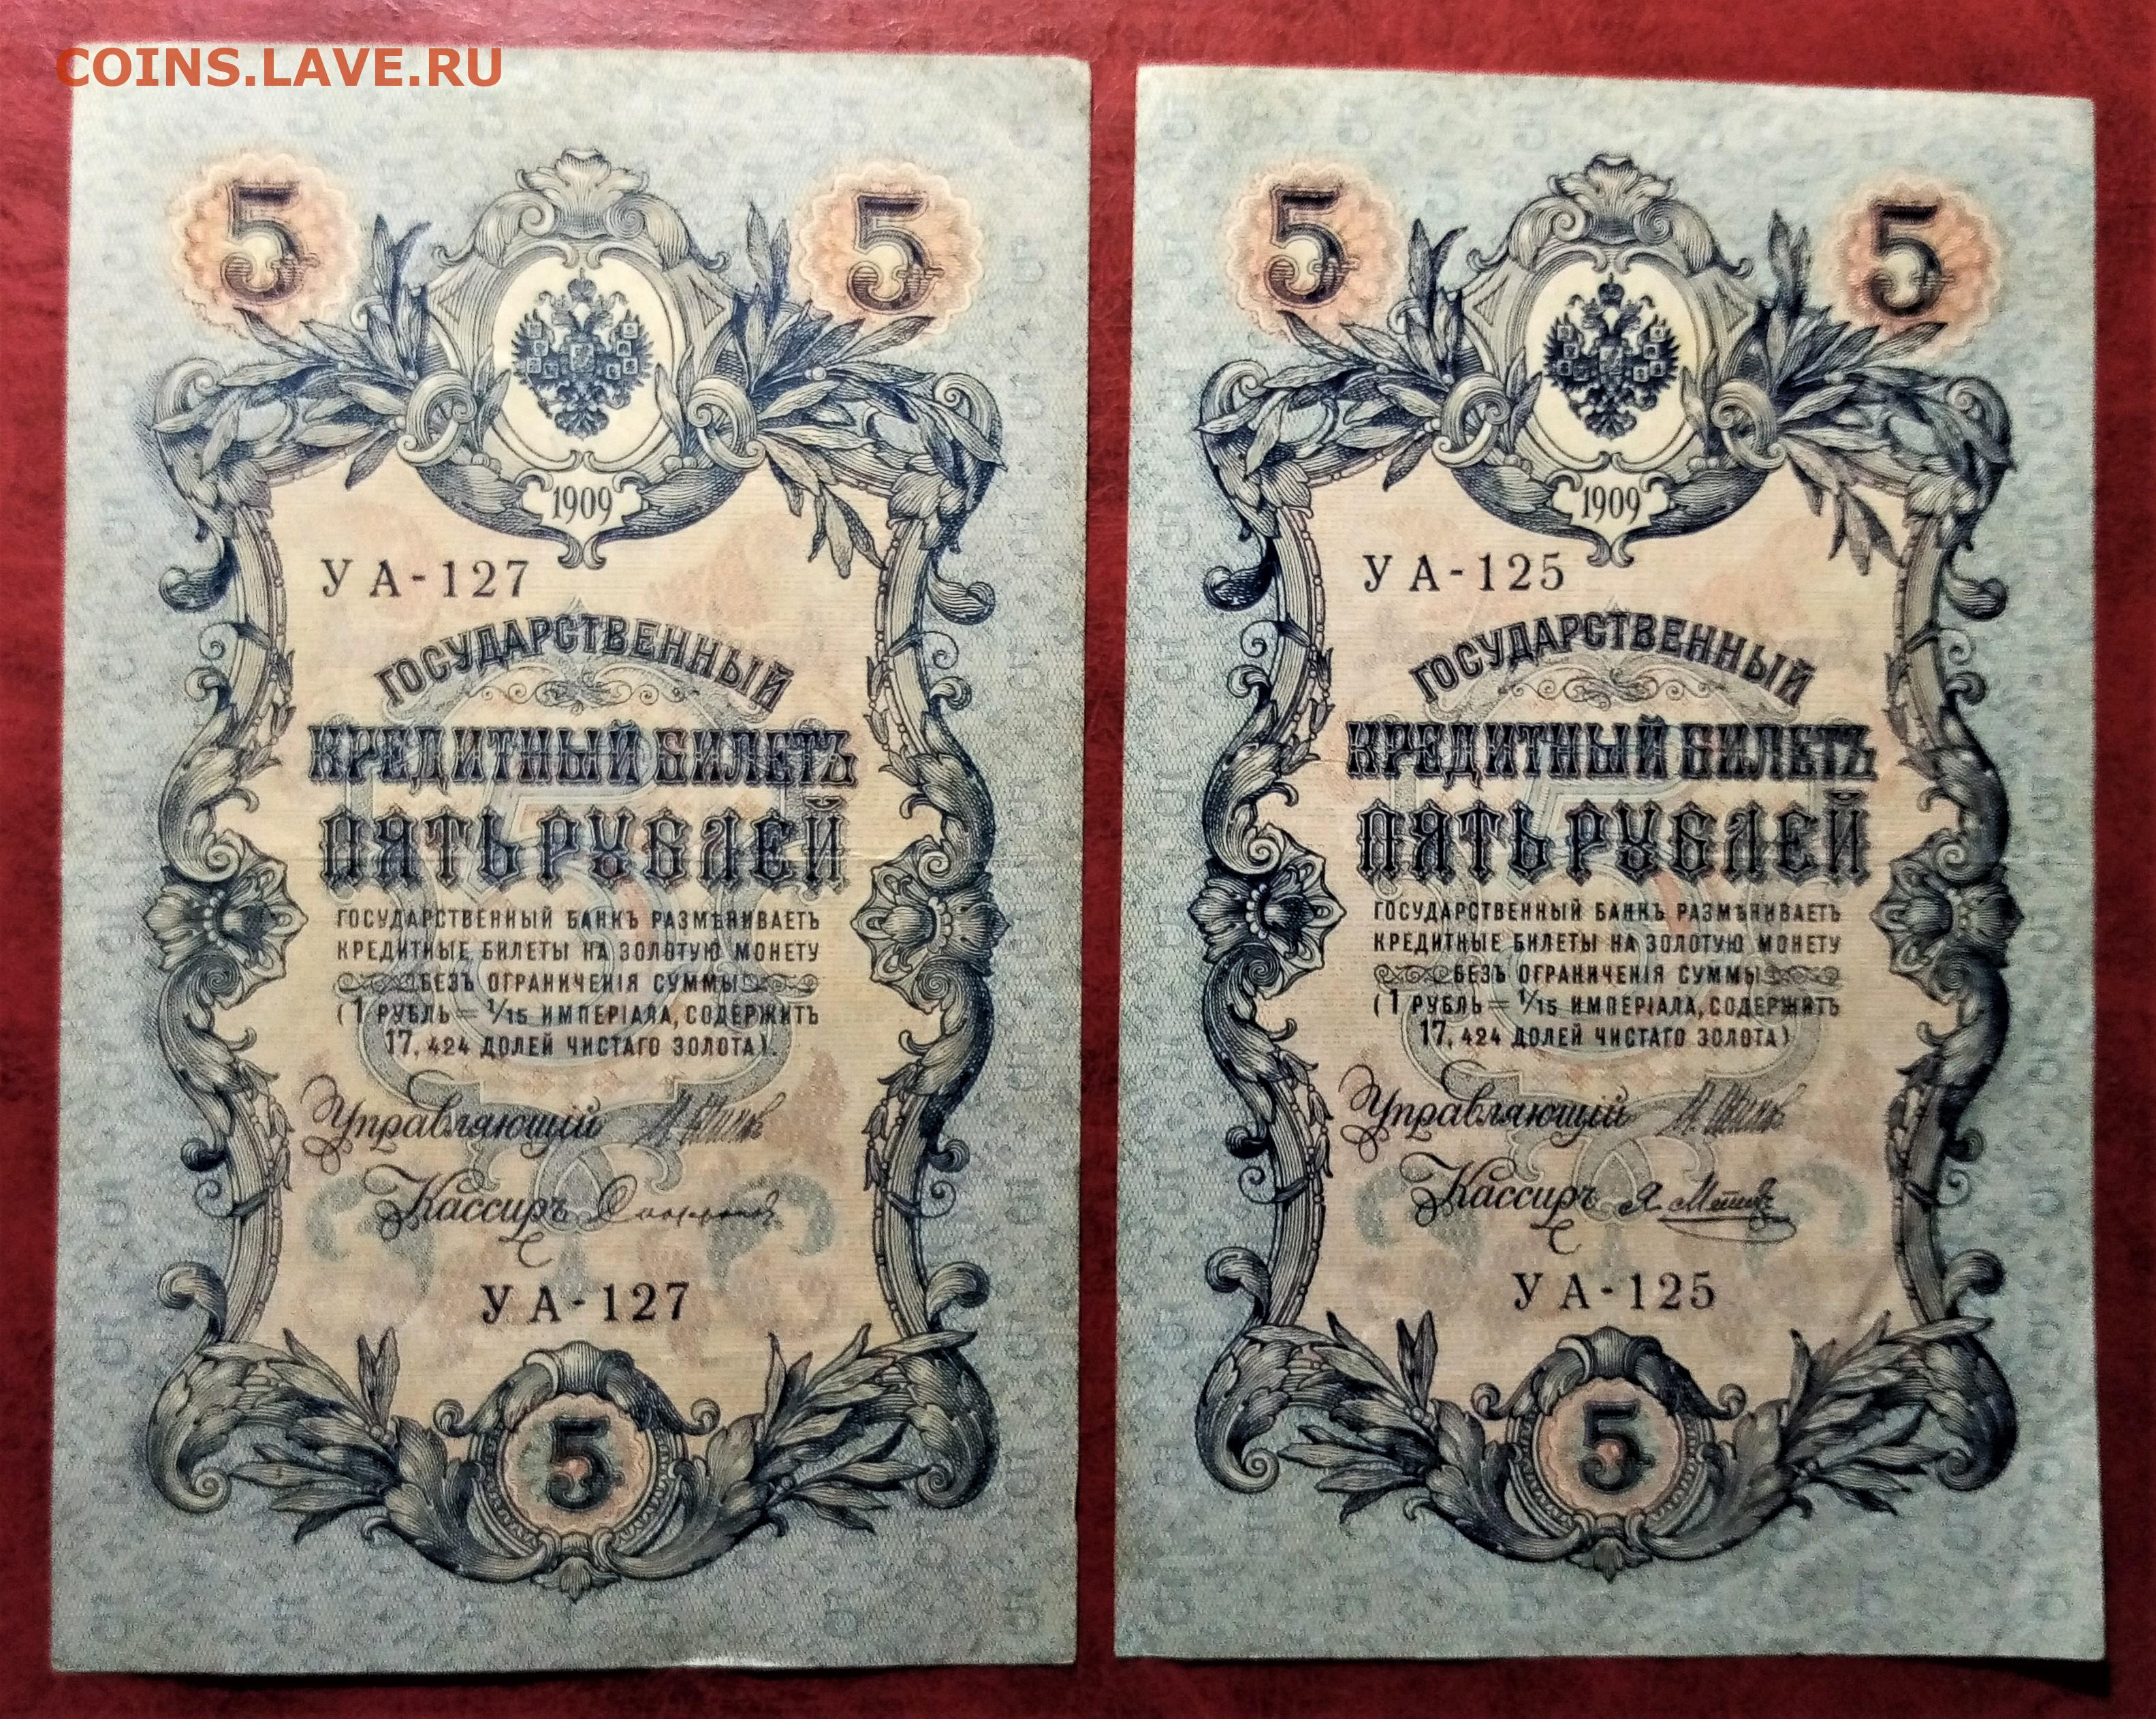 COINS.LAVE.RU
5 5
1909
УА-127
ГОСУДАРСТВЕННЫЙ
КРЕДИТНЫЙ БИЛЕТЪ
ПЯТЬ РУБЛЕЙ
ГОСУДАРСТВЕННЫЙ БАНКЪ РАЗМѢНИВАЕТЪ
КРЕДИТНЫЕ БИЛЕТЫ НА ЗОЛОТУЮ МОНЕТУ
БЕЗЪ ОГРАНИЧЕНІЯ СУММЫ
(1 РУБЛЬ = 1/15 ИМПЕРІАЛА, СОДЕРЖИТЪ
17,424 ДОЛЕЙ ЧИСТАГО ЗОЛОТА).
Управляющій
Кассиръ
УА-127
5
5 5
1909
УА-125
ГОСУДАРСТВЕННЫЙ
КРЕДИТНЫЙ БИЛЕТЪ
ПЯТЬ РУБЛЕЙ
ГОСУДАРСТВЕННЫЙ БАНКЪ РАЗМѢНИВАЕТЪ
КРЕДИТНЫЕ БИЛЕТЫ НА ЗОЛОТУЮ МОНЕТУ
БЕЗЪ ОГРАНИЧЕНІЯ СУММЫ
(1 РУБЛЬ = 1/15 ИМПЕРІАЛА, СОДЕРЖИТЪ
17,424 ДОЛЕЙ ЧИСТАГО ЗОЛОТА)
Управляющій
Кассиръ Я. Метцъ
УА-125
5